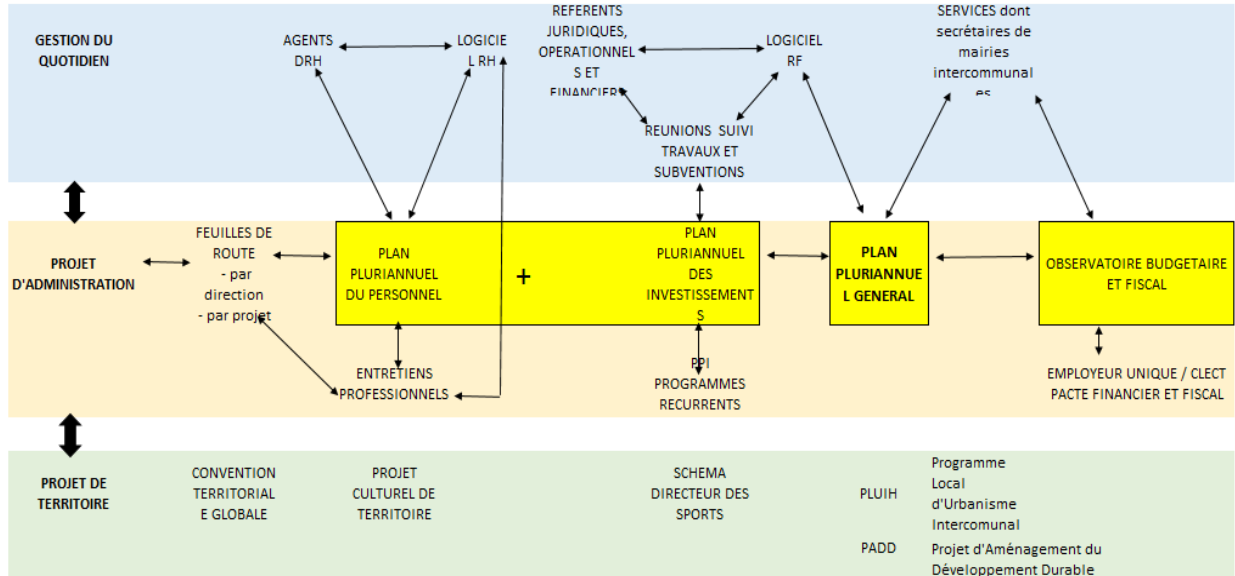 GESTION DU
QUOTIDIEN
AGENTS
DRH
LOGICIE
L RH
REFERENTS
JURIDIQUES,
OPERATIONNEL
S ET
FINANCIERS
LOGICIEL
RF
SERVICES dont
secrétaires de
mairies
intercommunal
es
REUNIONS SUIVI
TRAVAUX ET
SUBVENTIONS
PROJET
D'ADMINISTRATION
FEUILLES DE
ROUTE
- par
direction
- par projet
PLAN
PLURIANNUEL
DU PERSONNEL
+
PLAN
PLURIANNUEL
DES
INVESTISSEMENT
S
PLAN
PLURIANNUE
L GENERAL
OBSERVATOIRE BUDGETAIRE
ET FISCAL
ENTRETIENS
PROFESSIONNELS
PPI
PROGRAMMES
RECURRENTS
EMPLOYEUR UNIQUE / CLECT
PACTE FINANCIER ET FISCAL
PROJET DE
TERRITOIRE
CONVENTION
TERRITORIAL
E GLOBALE
PROJET
CULTUREL DE
TERRITOIRE
SCHEMA
DIRECTEUR DES
SPORTS
PLUIH
Programme
Local
d'Urbanisme
Intercomunal
PADD
Projet d'Aménagement du
Développement Durable